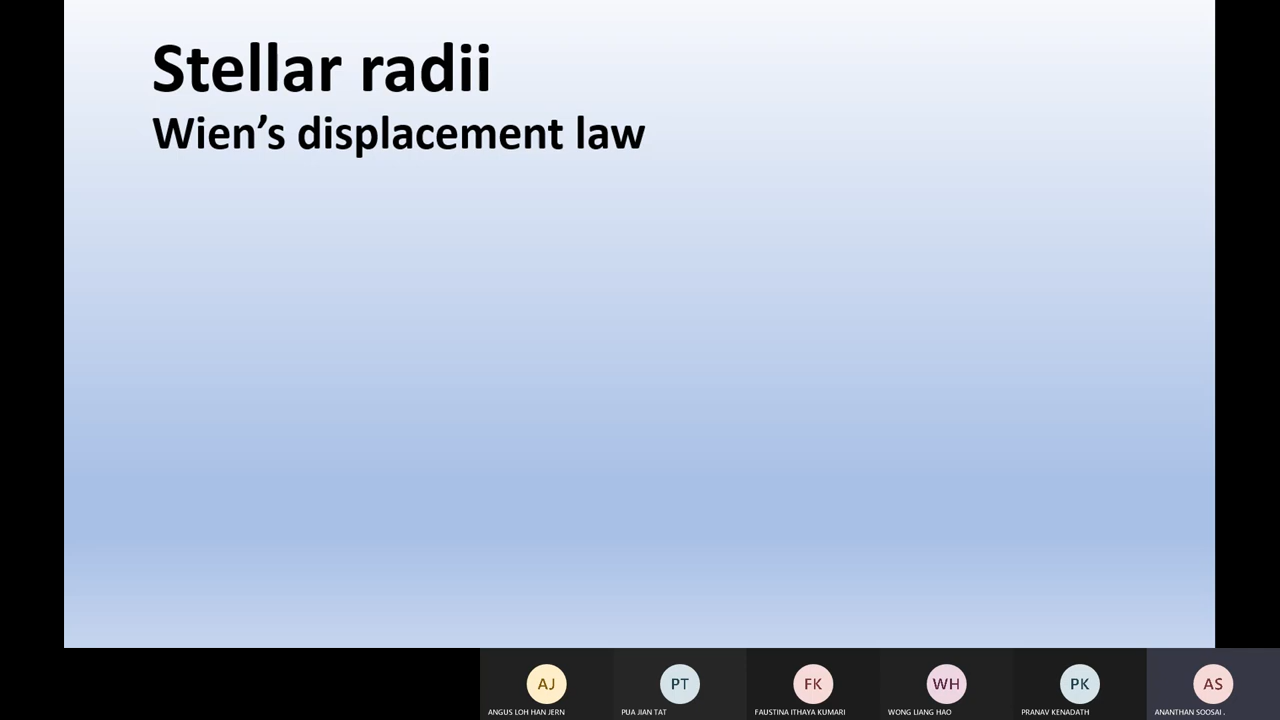 Stellar radii
Wien’s displacement law
AJ
PT
FK
WH
PK
AS
ANGUS LOH HAN JERN
PUA JIAN TAT
FAUSTINA ITHAYA KUMARI
WONG LIANG HAO
PRANAV KENADATH
ANANTHAN SOOSAI .